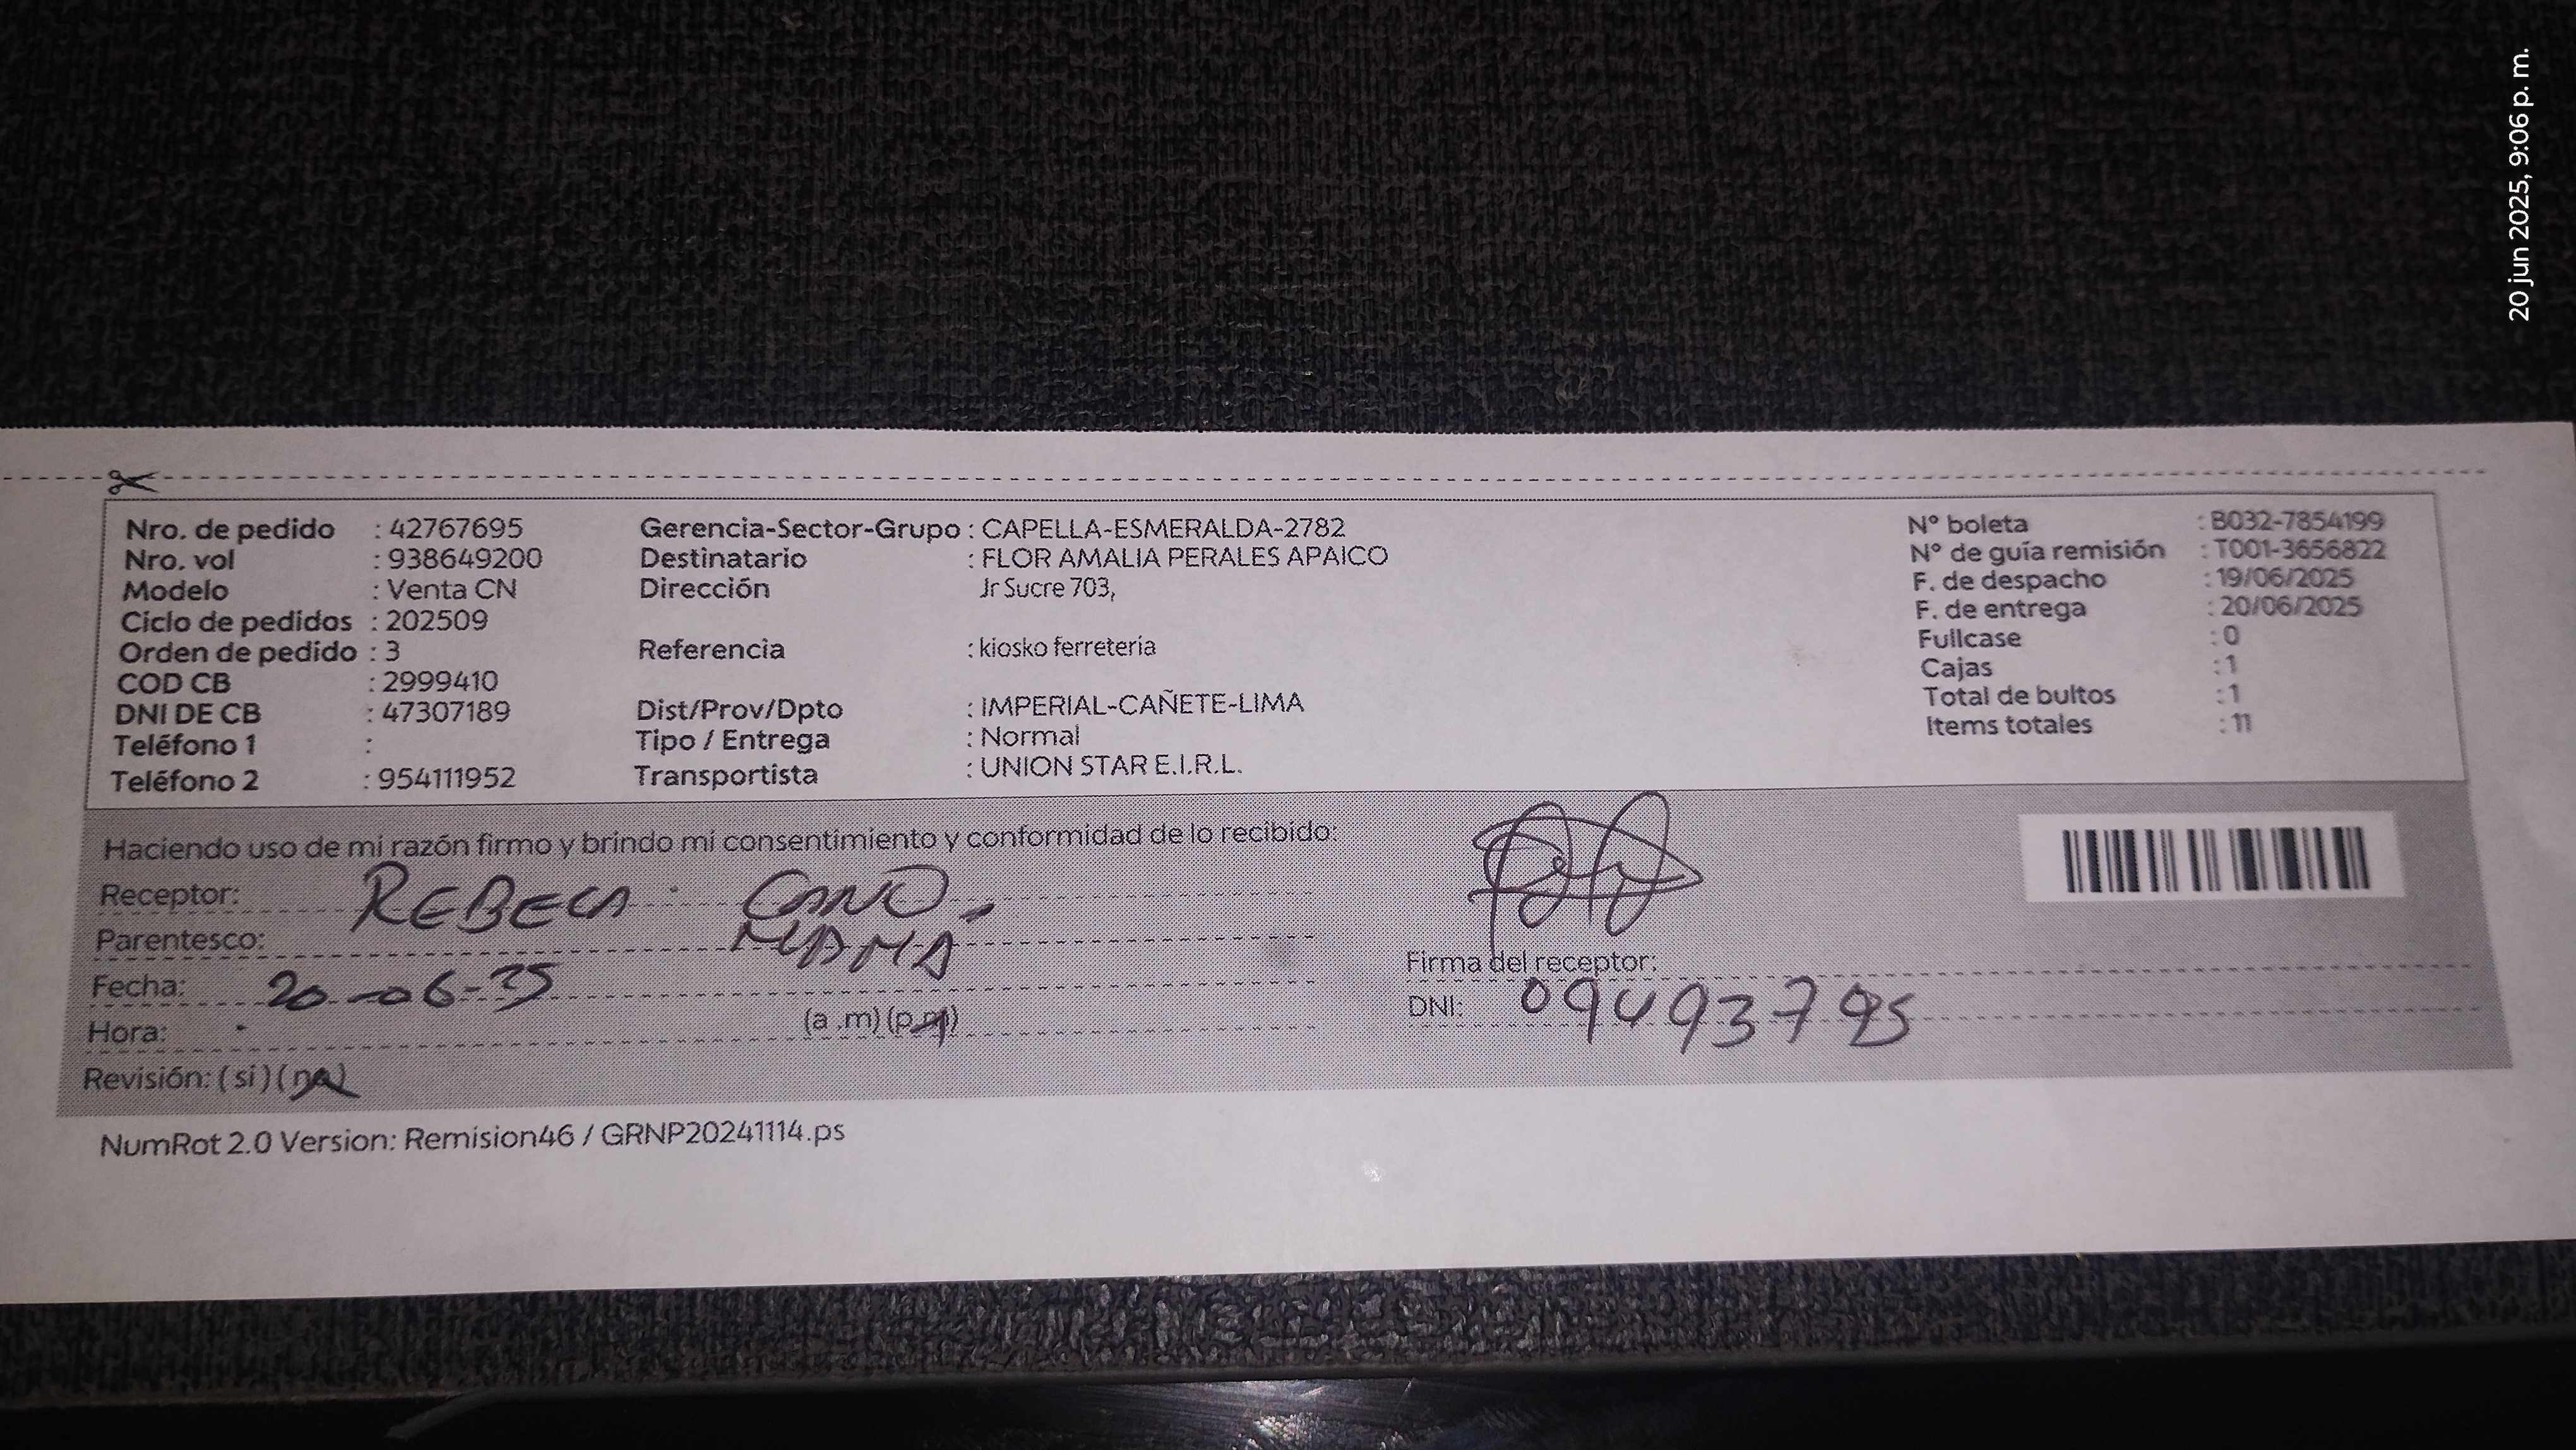 20 jun 2025, 9:06 p. m.
Nro. de pedido : 42767695
Nro. vol : 938649200
Modelo : Venta CN
Ciclo de pedidos : 202509
Orden de pedido : 3
COD CB : 2999410
DNI DE CB : 47307189
Teléfono 1 :
Teléfono 2 : 954111952
Gerencia-Sector-Grupo : CAPELLA-ESMERALDA-2782
Destinatario : FLOR AMALIA PERALES APAICO
Dirección Jr Sucre 703,
Referencia : kiosko ferreteria
Dist/Prov/Dpto : IMPERIAL-CAÑETE-LIMA
Tipo / Entrega : Normal
Transportista : UNION STAR E.I.R.L.
N° boleta : B032-7854199
N° de guía remisión : T001-3656822
F. de despacho : 19/06/2025
F. de entrega : 20/06/2025
Fullcase : 0
Cajas : 1
Total de bultos : 1
Items totales : 11
Haciendo uso de mi razón firmo y brindo mi consentimiento y conformidad de lo recibido:
Receptor: REBECA CANO.
Parentesco: MAMA
Fecha: 20-06-25
Hora: (a .m) (p.m)
Revisión: (si) (no)
Firma del receptor:
DNI:
NumRot 2.0 Version: Remision46 / GRNP20241114.ps